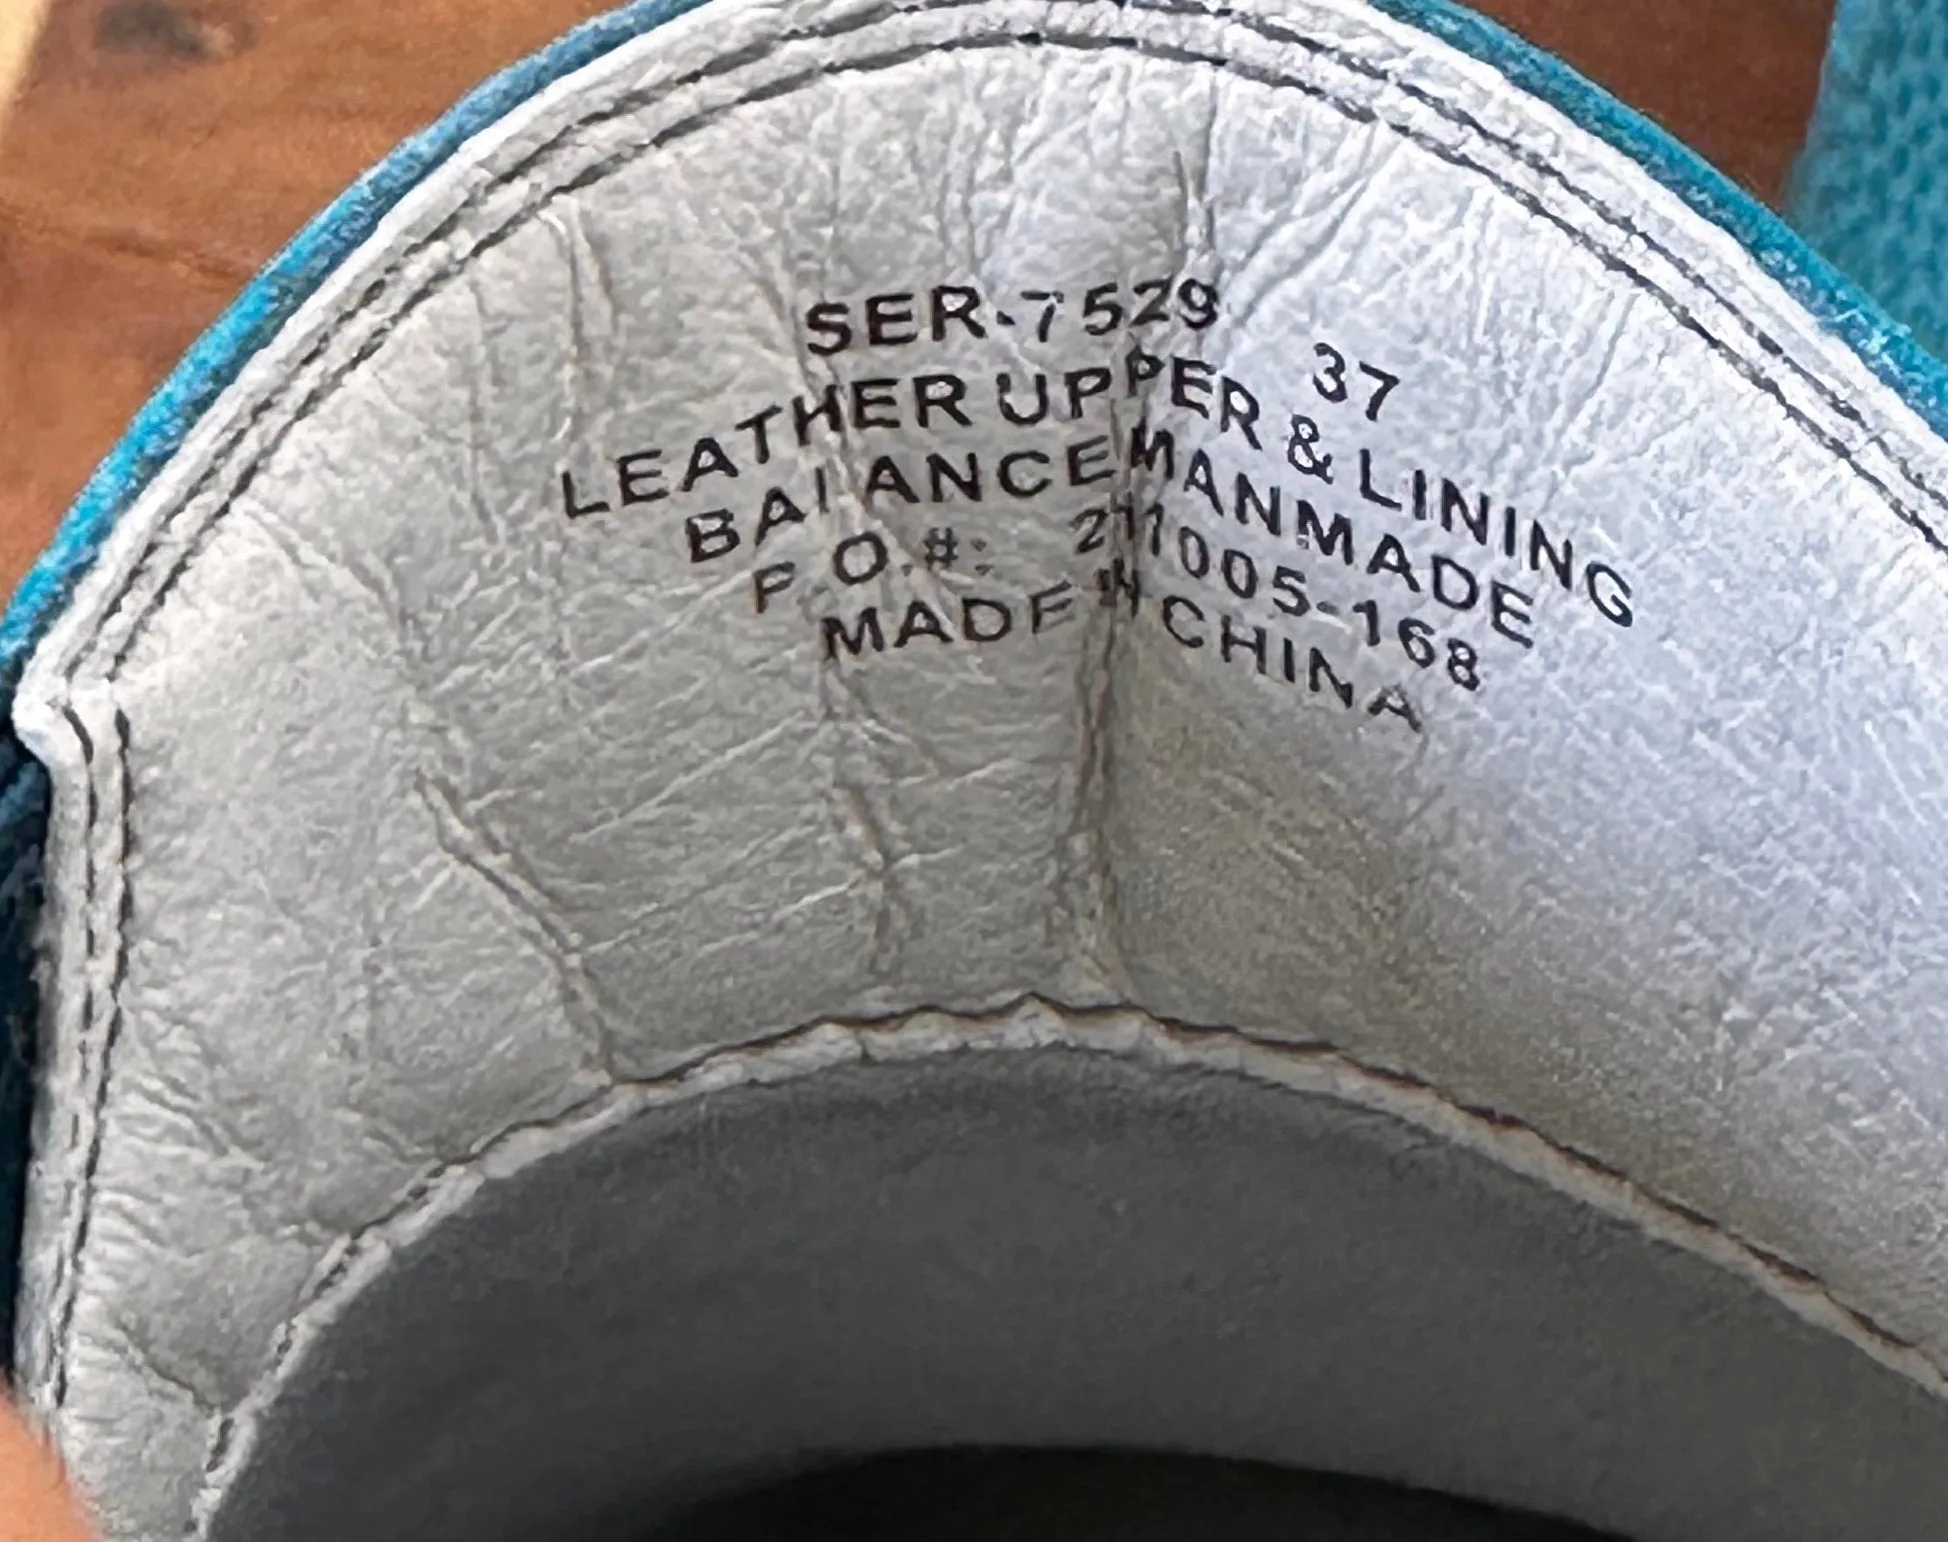 SER-7529 37
LEATHER UPPER & LINING
BALANCE MANMADE
P.O.#: 211005-168
MADE IN CHINA